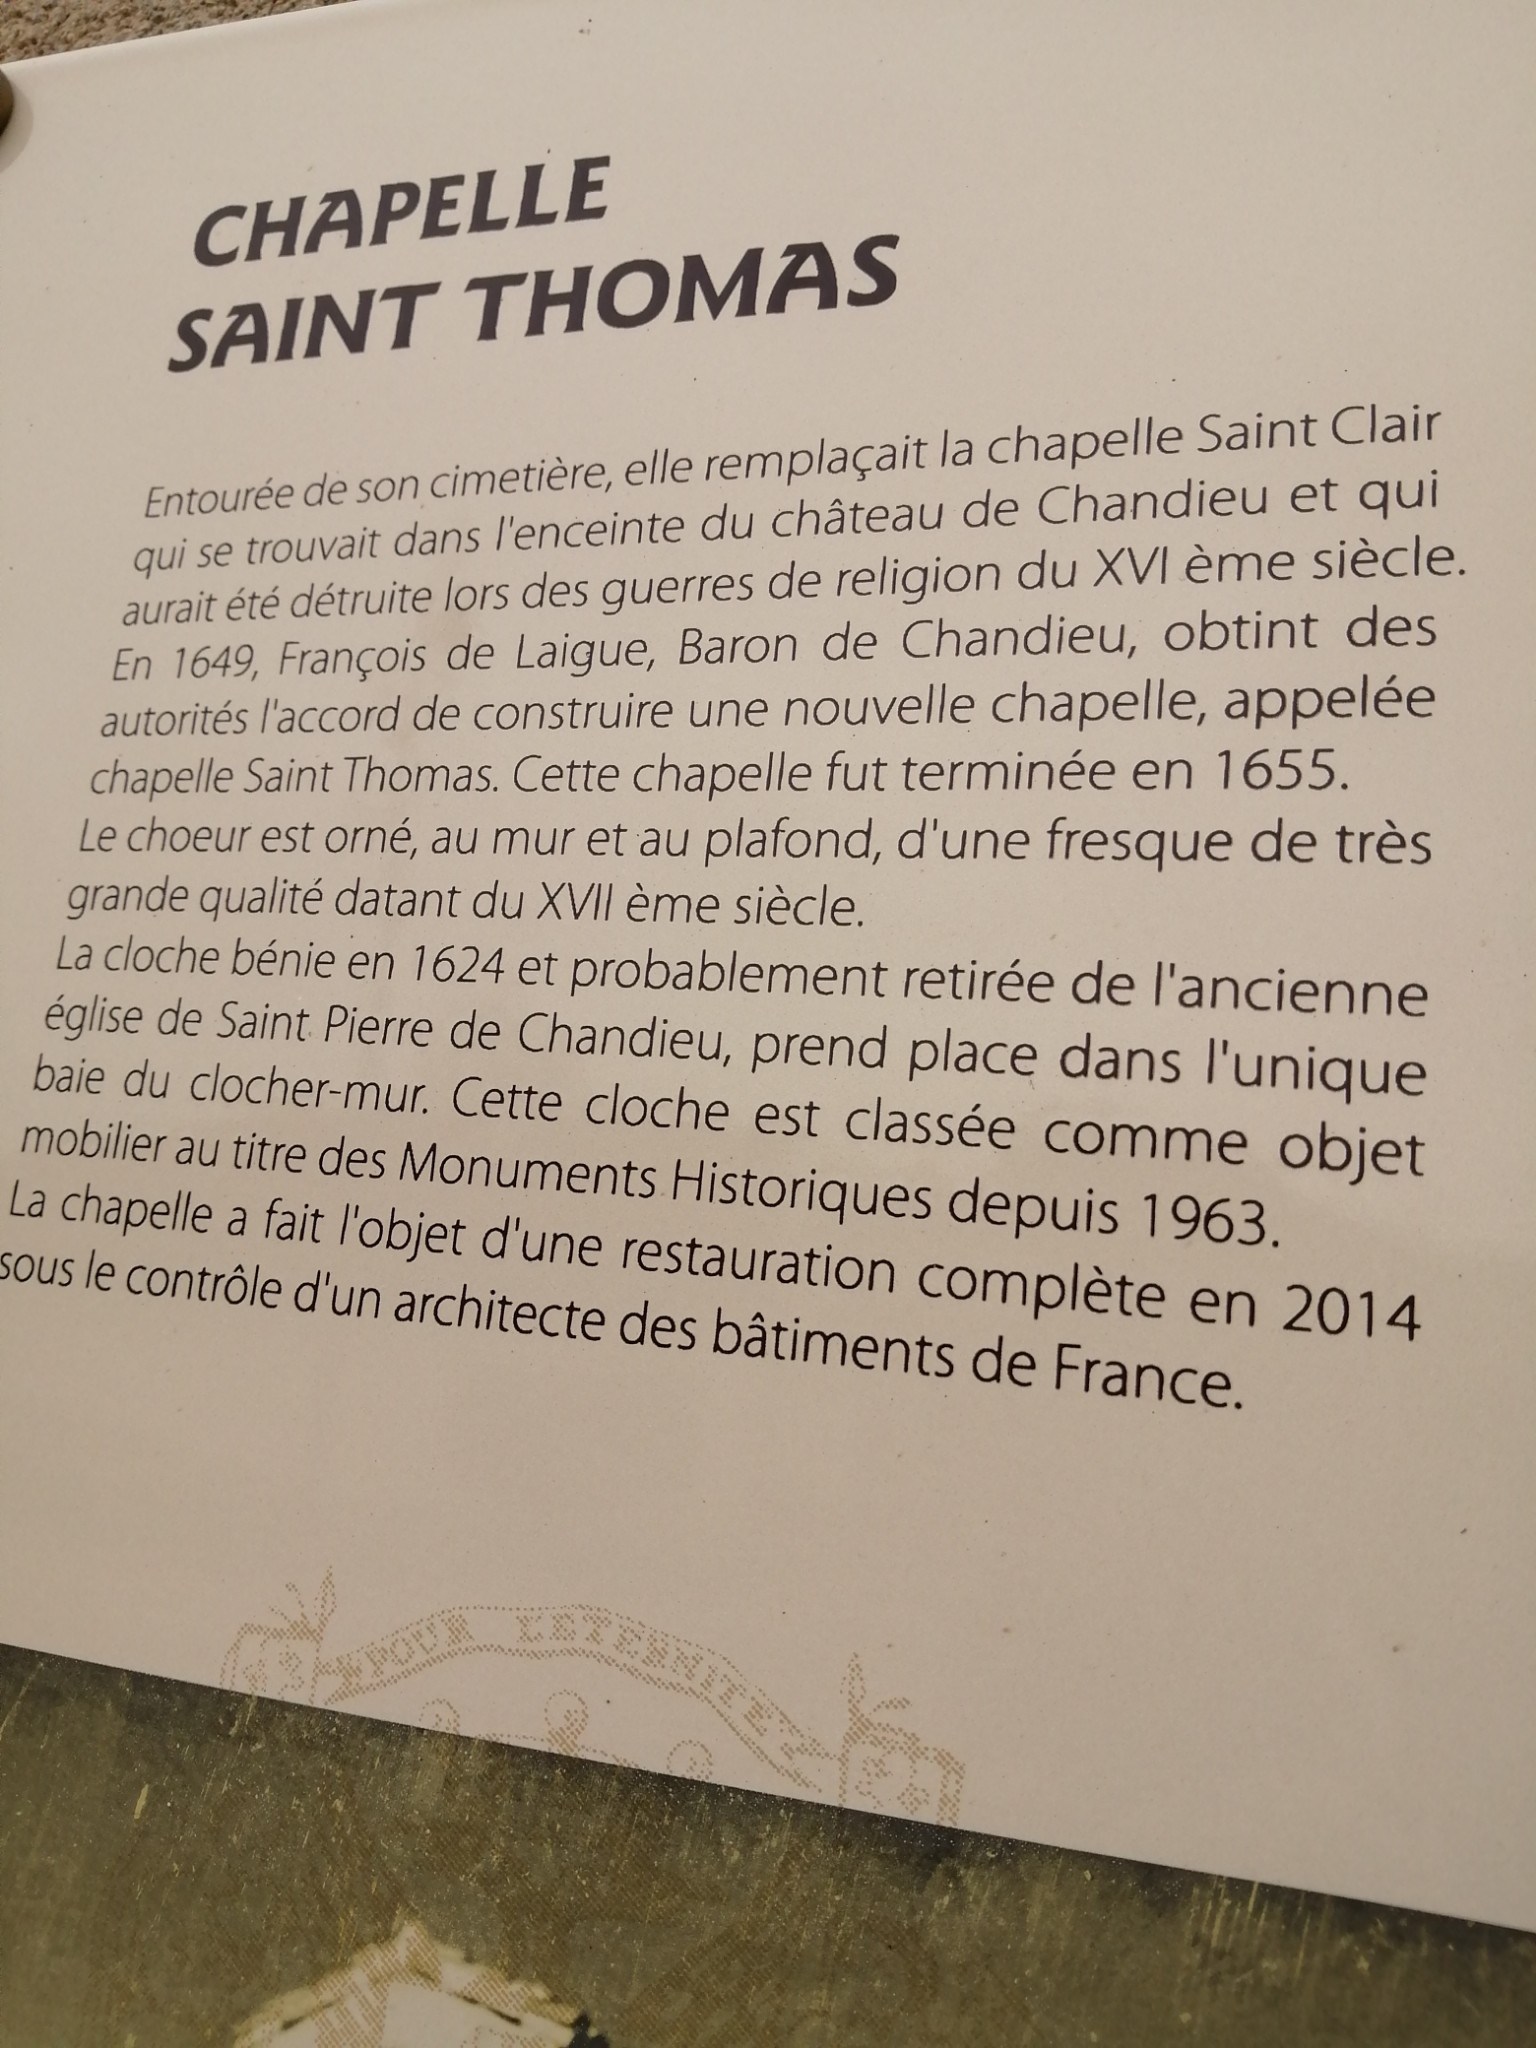 CHAPELLE
SAINT THOMAS
Entourée de son cimetière, elle remplaçait la chapelle Saint Clair
qui se trouvait dans l'enceinte du château de Chandieu et qui
aurait été détruite lors des guerres de religion du XVI ème siècle.
En 1649, François de Laigue, Baron de Chandieu, obtint des
autorités l'accord de construire une nouvelle chapelle, appelée
chapelle Saint Thomas. Cette chapelle fut terminée en 1655.
Le choeur est orné, au mur et au plafond, d'une fresque de très
grande qualité datant du XVII ème siècle.
La cloche bénie en 1624 et probablement retirée de l'ancienne
église de Saint Pierre de Chandieu, prend place dans l'unique
baie du clocher-mur. Cette cloche est classée comme objet
mobilier au titre des Monuments Historiques depuis 1963.
La chapelle a fait l'objet d'une restauration complète en 2014
sous le contrôle d'un architecte des bâtiments de France.
POUR L'ETERNITE